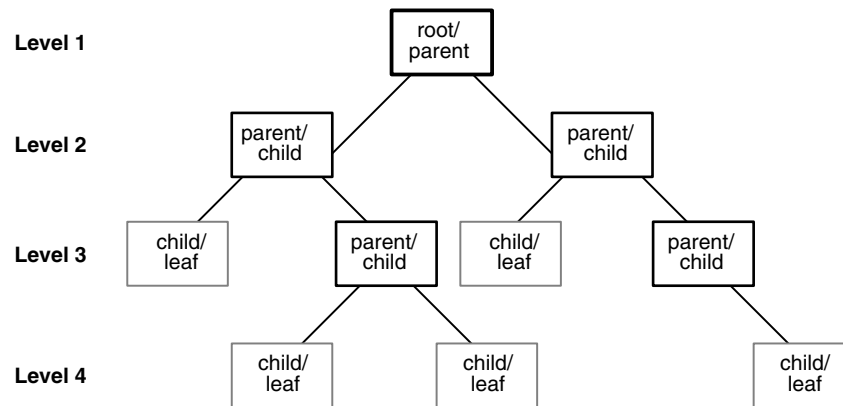 Level 1
root/
parent
Level 2
parent/
child
parent/
child
Level 3
child/
leaf
parent/
child
child/
leaf
parent/
child
Level 4
child/
leaf
child/
leaf
child/
leaf